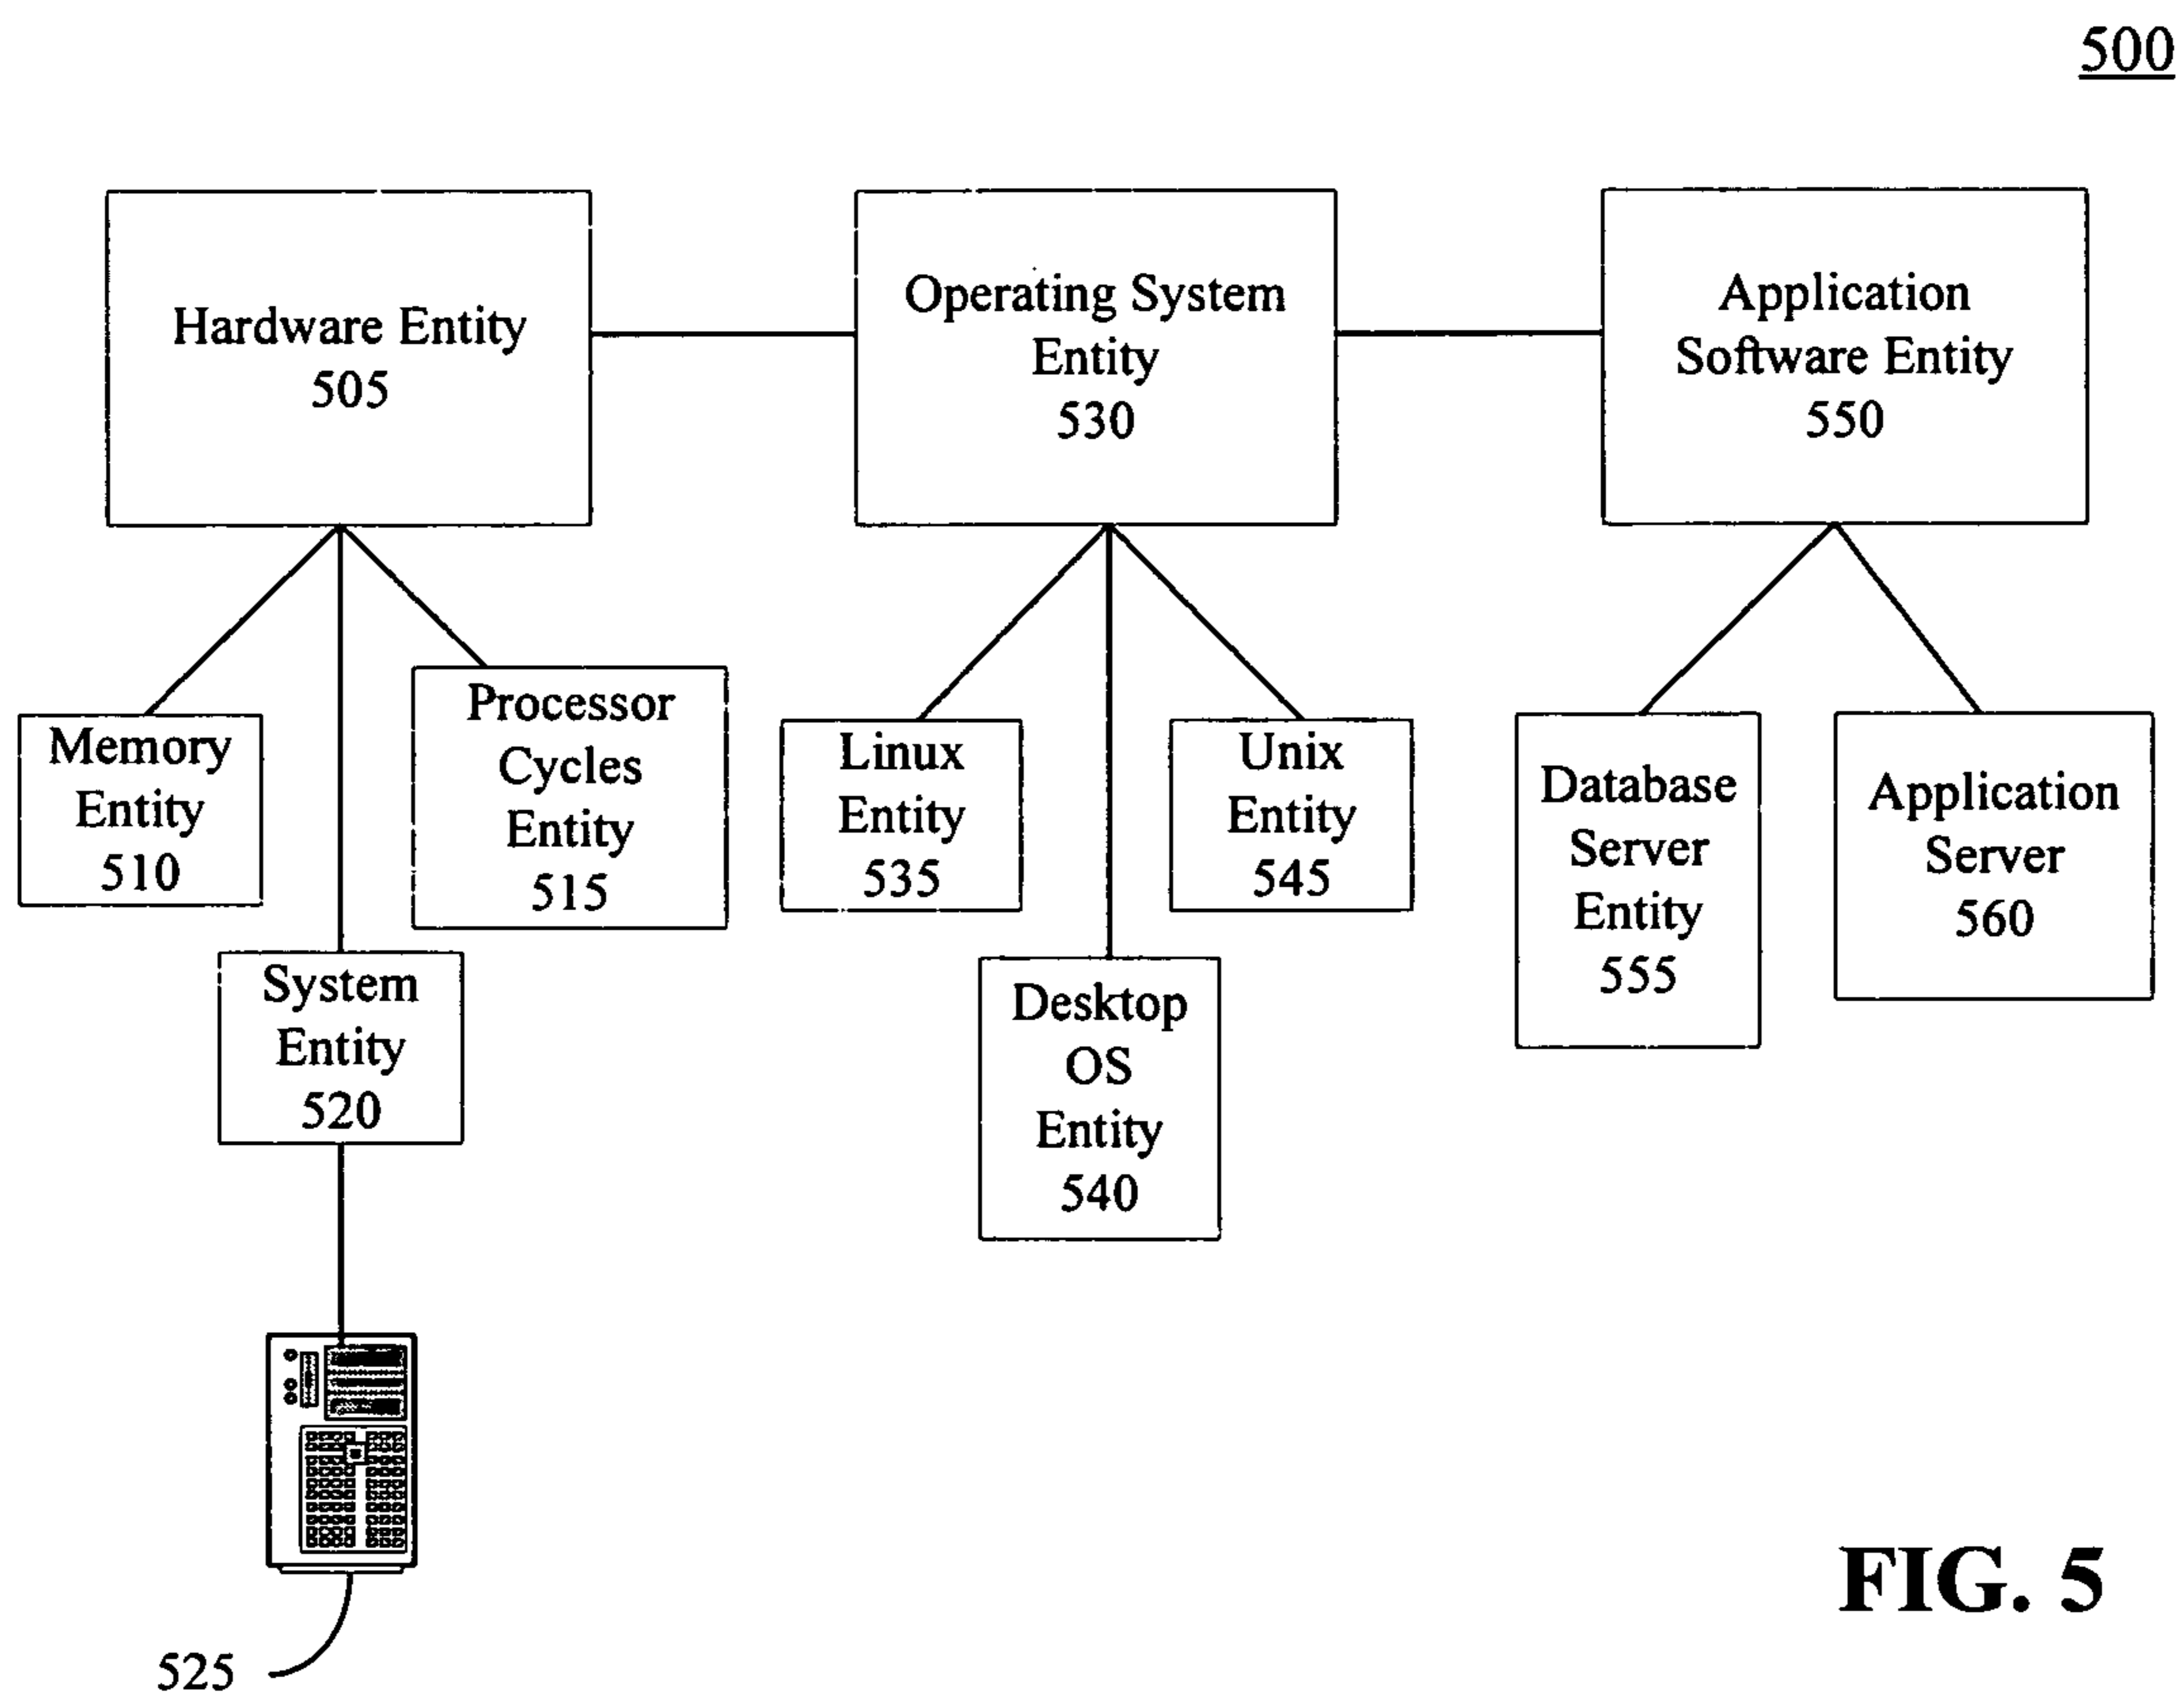 500
Hardware Entity
505
Operating System
Entity
530
Application
Software Entity
550
Memory
Entity
510
Processor
Cycles
Entity
515
System
Entity
520
Linux
Entity
535
Unix
Entity
545
Desktop
OS
Entity
540
Database
Server
Entity
555
Application
Server
560
525
FIG. 5